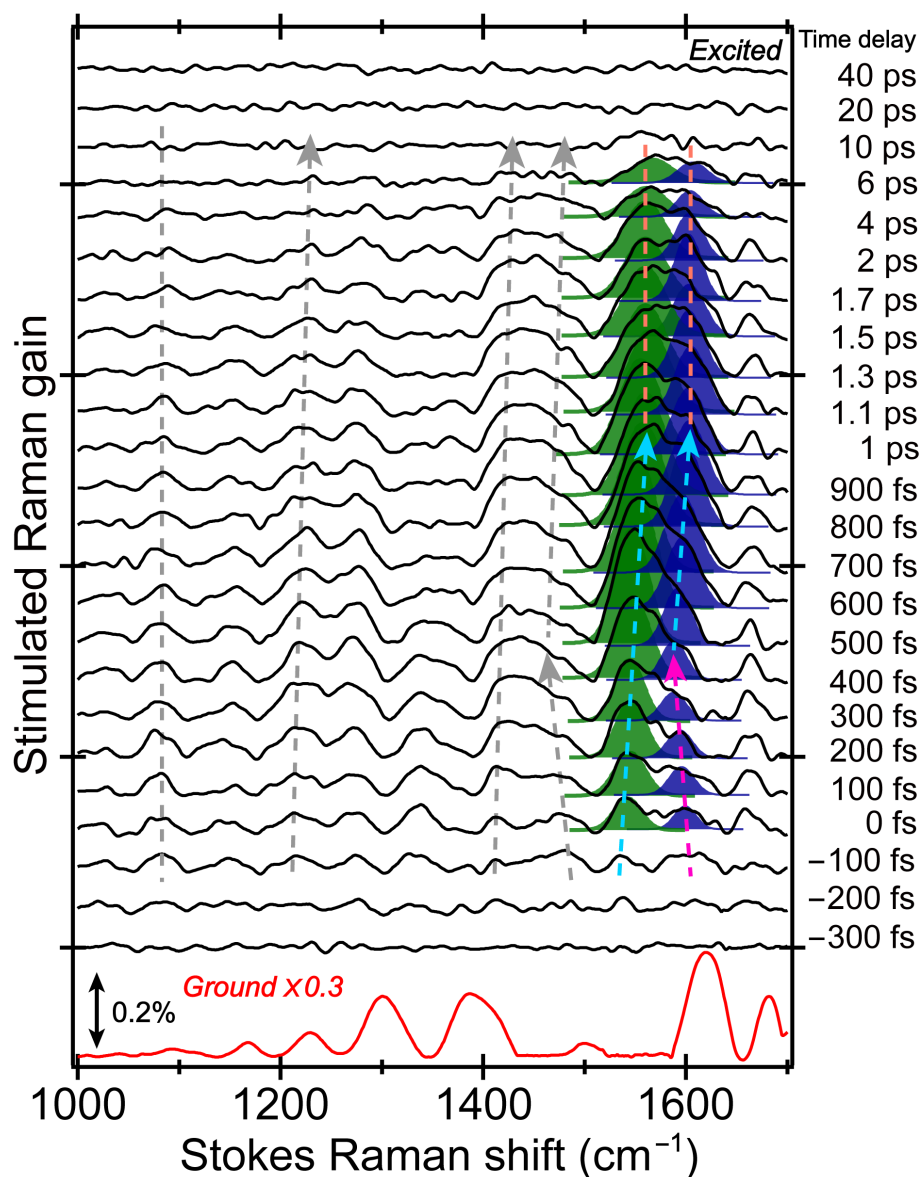 Excited
Time delay
40 ps
20 ps
10 ps
6 ps
4 ps
2 ps
1.7 ps
1.5 ps
1.3 ps
1.1 ps
1 ps
900 fs
800 fs
700 fs
600 fs
500 fs
400 fs
300 fs
200 fs
100 fs
0 fs
−100 fs
−200 fs
−300 fs
Stimulated Raman gain
Ground ×0.3
0.2%
1000 1200 1400 1600
Stokes Raman shift (cm⁻¹)